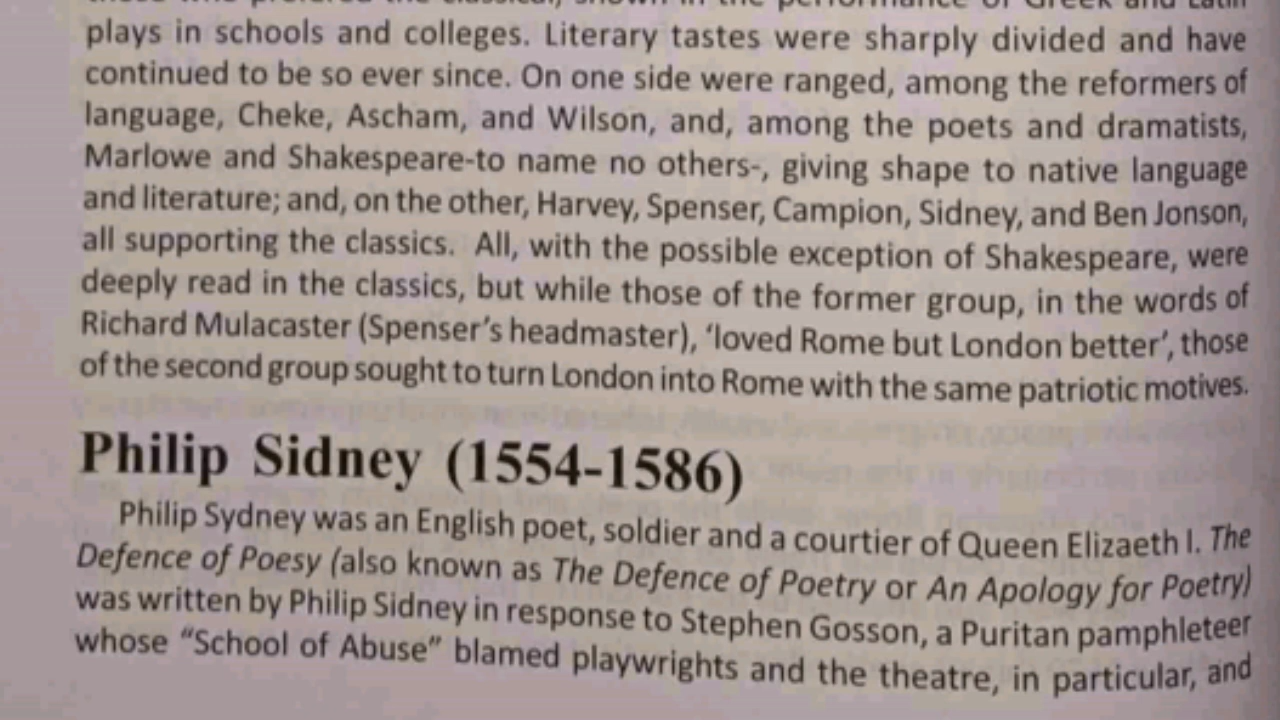 plays in schools and colleges. Literary tastes were sharply divided and have
continued to be so ever since. On one side were ranged, among the reformers of
language, Cheke, Ascham, and Wilson, and, among the poets and dramatists,
Marlowe and Shakespeare-to name no others-, giving shape to native language
and literature; and, on the other, Harvey, Spenser, Campion, Sidney, and Ben Jonson,
all supporting the classics. All, with the possible exception of Shakespeare, were
deeply read in the classics, but while those of the former group, in the words of
Richard Mulacaster (Spenser's headmaster), 'loved Rome but London better', those
of the second group sought to turn London into Rome with the same patriotic motives.
Philip Sidney (1554-1586)
Philip Sydney was an English poet, soldier and a courtier of Queen Elizaeth I. The
Defence of Poesy (also known as The Defence of Poetry or An Apology for Poetry)
was written by Philip Sidney in response to Stephen Gosson, a Puritan pamphleteer
whose "School of Abuse" blamed playwrights and the theatre, in particular, and